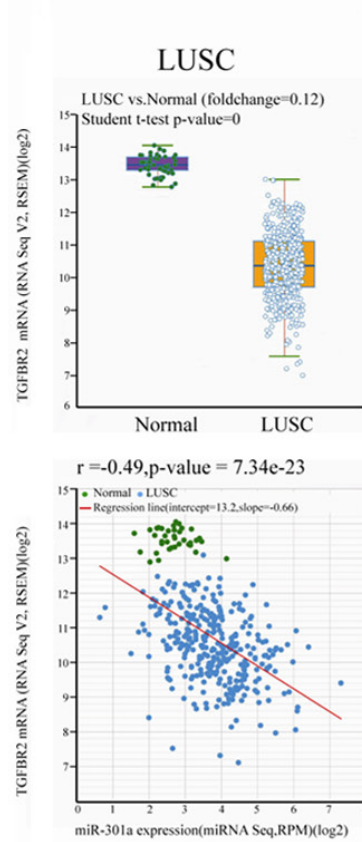 LUSC
LUSC vs.Normal (foldchange=0.12)
Student t-test p-value=0
TGFBR2 mRNA (RNA Seq V2, RSEM)(log2)
15
14
13
12
11
10
9
8
7
6
Normal LUSC
r =-0.49,p-value = 7.34e-23
Normal LUSC
Regression line(intercept=13.2,slope=-0.66)
TGFBR2 mRNA (RNA Seq V2, RSEM)(log2)
15
14
13
12
11
10
9
8
7
0 1 2 3 4 5 6 7
miR-301a expression(miRNA Seq,RPM)(log2)